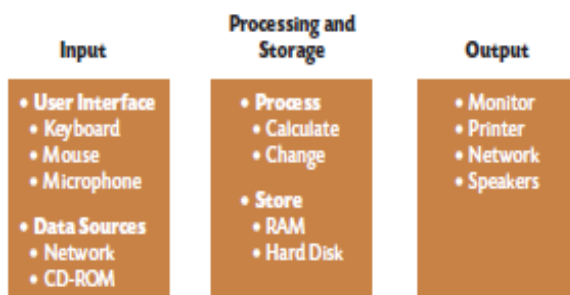 Input
• User Interface
• Keyboard
• Mouse
• Microphone
• Data Sources
• Network
• CD-ROM
Processing and
Storage
• Process
• Calculate
• Change
• Store
• RAM
• Hard Disk
Output
• Monitor
• Printer
• Network
• Speakers